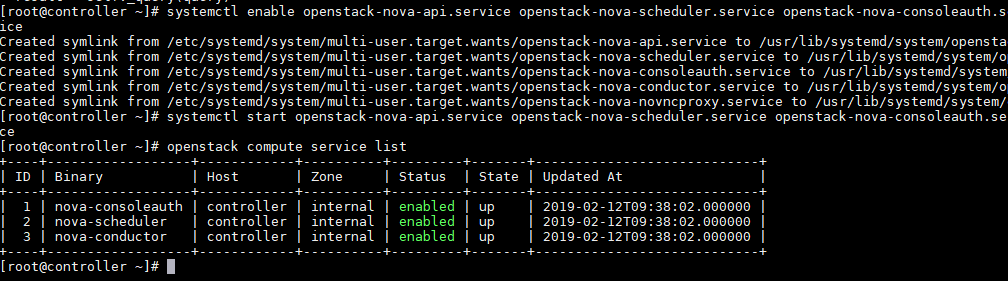 [root@controller ~]# systemctl enable openstack-nova-api.service openstack-nova-scheduler.service openstack-nova-consoleauth.s
ice
Created symlink from /etc/systemd/system/multi-user.target.wants/openstack-nova-api.service to /usr/lib/systemd/system/opensta
Created symlink from /etc/systemd/system/multi-user.target.wants/openstack-nova-scheduler.service to /usr/lib/systemd/system/o
Created symlink from /etc/systemd/system/multi-user.target.wants/openstack-nova-consoleauth.service to /usr/lib/systemd/system
Created symlink from /etc/systemd/system/multi-user.target.wants/openstack-nova-conductor.service to /usr/lib/systemd/system/o
Created symlink from /etc/systemd/system/multi-user.target.wants/openstack-nova-novncproxy.service to /usr/lib/systemd/system/
[root@controller ~]# systemctl start openstack-nova-api.service openstack-nova-scheduler.service openstack-nova-consoleauth.se
ce
[root@controller ~]# openstack compute service list
+----+------------------+------------+----------+---------+-------+----------------------------+
| ID | Binary           | Host       | Zone     | Status  | State | Updated At                 |
+----+------------------+------------+----------+---------+-------+----------------------------+
|  1 | nova-consoleauth | controller | internal | enabled | up    | 2019-02-12T09:38:02.000000 |
|  2 | nova-scheduler   | controller | internal | enabled | up    | 2019-02-12T09:38:02.000000 |
|  3 | nova-conductor   | controller | internal | enabled | up    | 2019-02-12T09:38:02.000000 |
+----+------------------+------------+----------+---------+-------+----------------------------+
[root@controller ~]#